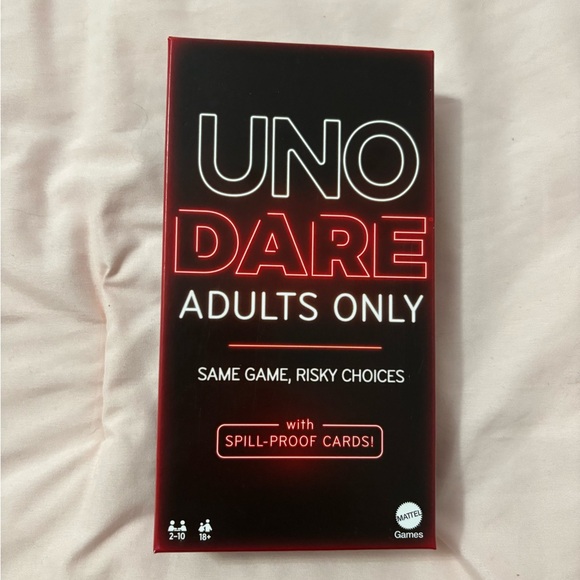 UNO
DARE
ADULTS ONLY
SAME GAME, RISKY CHOICES
with
SPILL-PROOF CARDS!
2-10 18+
MATTEL
Games